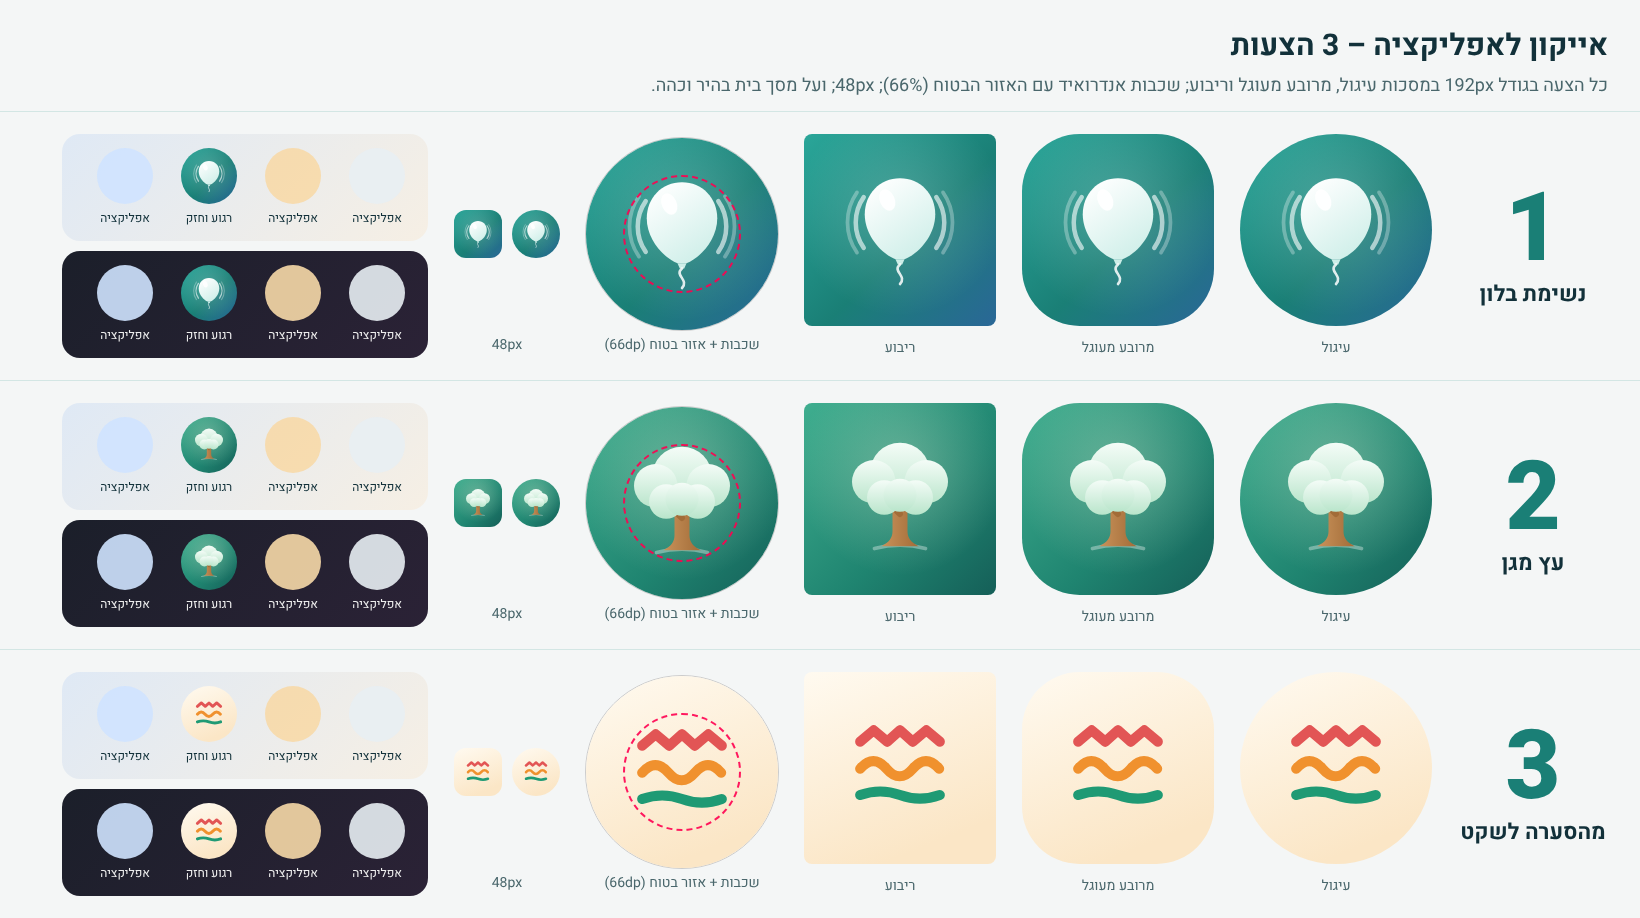 אייקון לאפליקציה – 3 הצעות
כל הצעה בגודל 192px במסכות עיגול, מרובע מעוגל וריבוע; שכבות אנדרואיד עם האזור הבטוח (66%); 48px; ועל מסך בית בהיר וכהה.
1
נשימת בלון
עיגול
מרובע מעוגל
ריבוע
שכבות + אזור בטוח (66dp)
48px
אפליקציה אפליקציה רגוע וחזק אפליקציה
אפליקציה אפליקציה רגוע וחזק אפליקציה
2
עץ מגן
עיגול
מרובע מעוגל
ריבוע
שכבות + אזור בטוח (66dp)
48px
אפליקציה אפליקציה רגוע וחזק אפליקציה
אפליקציה אפליקציה רגוע וחזק אפליקציה
3
מהסערה לשקט
עיגול
מרובע מעוגל
ריבוע
שכבות + אזור בטוח (66dp)
48px
אפליקציה אפליקציה רגוע וחזק אפליקציה
אפליקציה אפליקציה רגוע וחזק אפליקציה